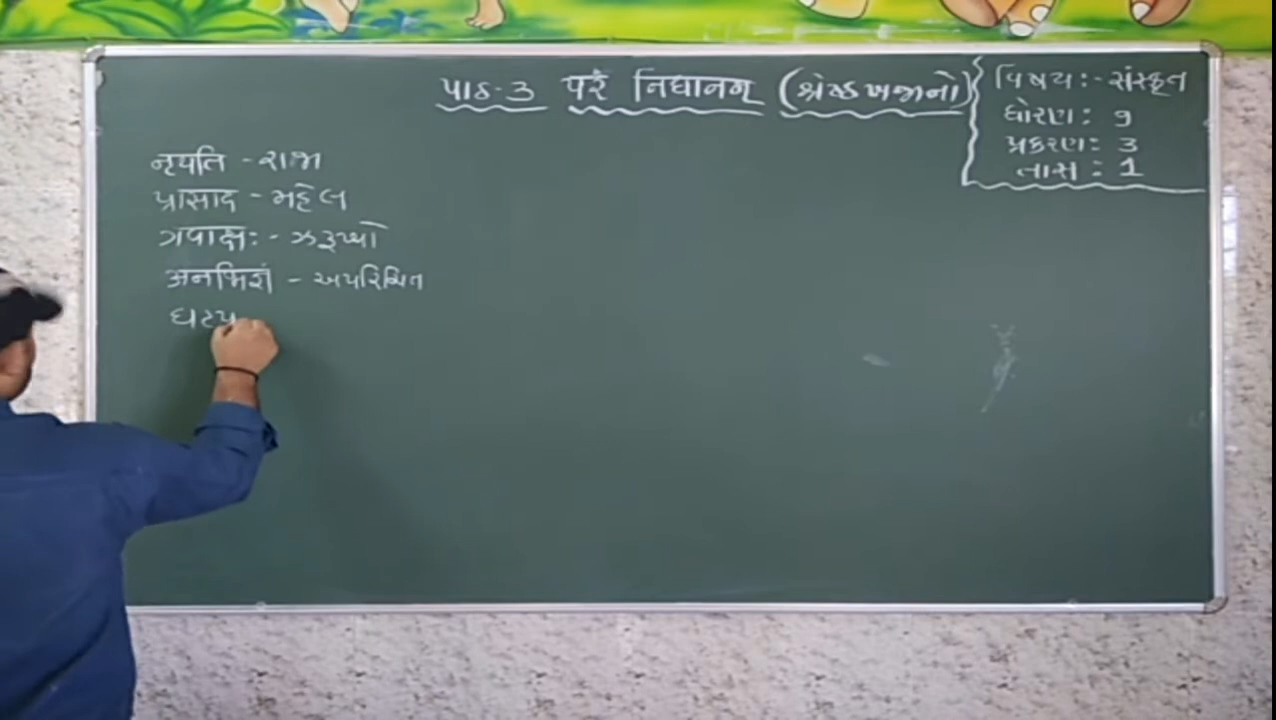 પાઠ-3 परं निधानम् (શ્રેષ્ઠ ખજાનો)
વિષય:- સંસ્કૃત
ધોરણ: 9
પ્રકરણ: 3
તાસ: 1
नृपति - રાજા
प्रासाद - મહેલ
गवाक्ष: - ઝરૂખો
अनभिज्ञं - અપરિચિત